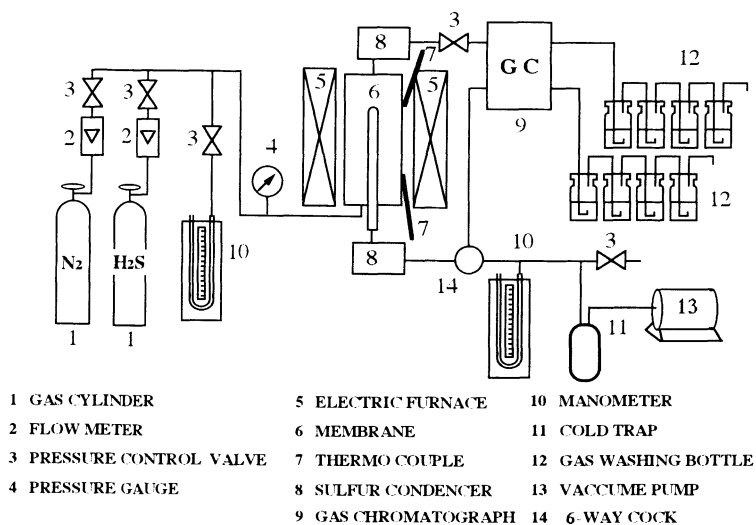 8
3
7
G C
12
3
3
5
6
5
2
2
3
4
9
12
N2
H2S
10
7
8
14
10
3
11
13
1
1
1 GAS CYLINDER
2 FLOW METER
3 PRESSURE CONTROL VALVE
4 PRESSURE GAUGE
5 ELECTRIC FURNACE
6 MEMBRANE
7 THERMO COUPLE
8 SULFUR CONDENCER
9 GAS CHROMATOGRAPH
10 MANOMETER
11 COLD TRAP
12 GAS WASHING BOTTLE
13 VACCUME PUMP
14 6-WAY COCK